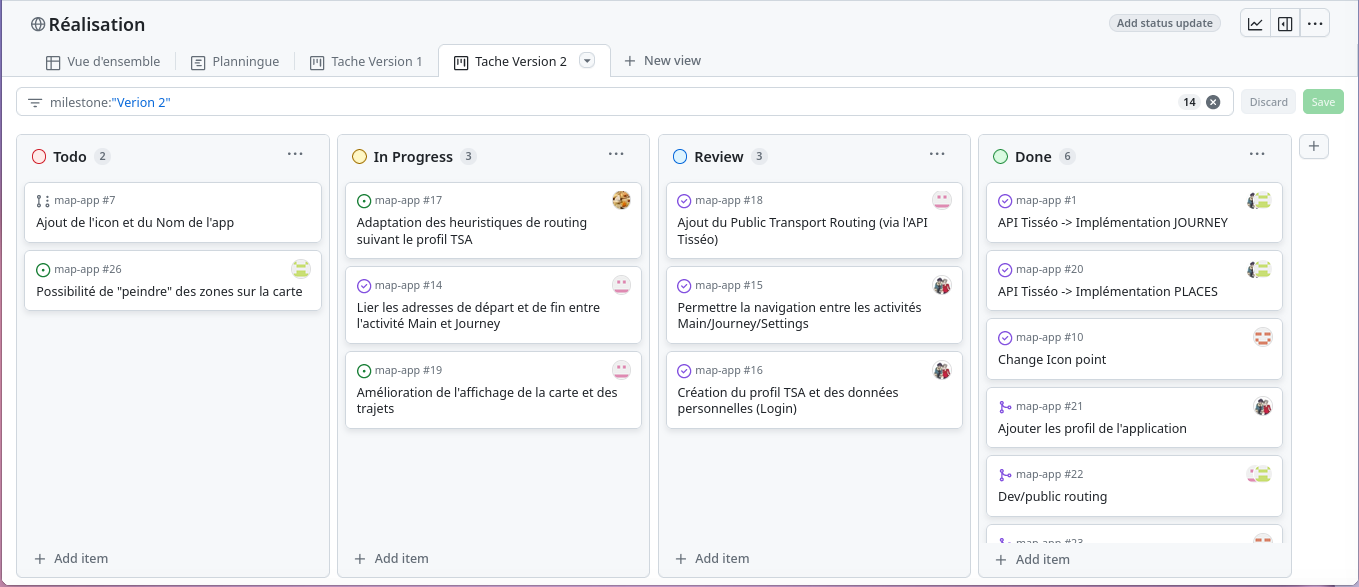 Réalisation
Add status update
Vue d'ensemble
Planningue
Tache Version 1
Tache Version 2
New view
milestone:"Verion 2"
14
Discard
Save
Todo 2
map-app #7
Ajout de l'icon et du Nom de l'app
map-app #26
Possibilité de "peindre" des zones sur la carte
Add item
In Progress 3
map-app #17
Adaptation des heuristiques de routing
suivant le profil TSA
map-app #14
Lier les adresses de départ et de fin entre
l'activité Main et Journey
map-app #19
Amélioration de l'affichage de la carte et des
trajets
Add item
Review 3
map-app #18
Ajout du Public Transport Routing (via l'API
Tisséo)
map-app #15
Permettre la navigation entre les activités
Main/Journey/Settings
map-app #16
Création du profil TSA et des données
personnelles (Login)
Add item
Done 6
map-app #1
API Tisséo -> Implémentation JOURNEY
map-app #20
API Tisséo -> Implémentation PLACES
map-app #10
Change Icon point
map-app #21
Ajouter les profil de l'application
map-app #22
Dev/public routing
map-app #23
Add item